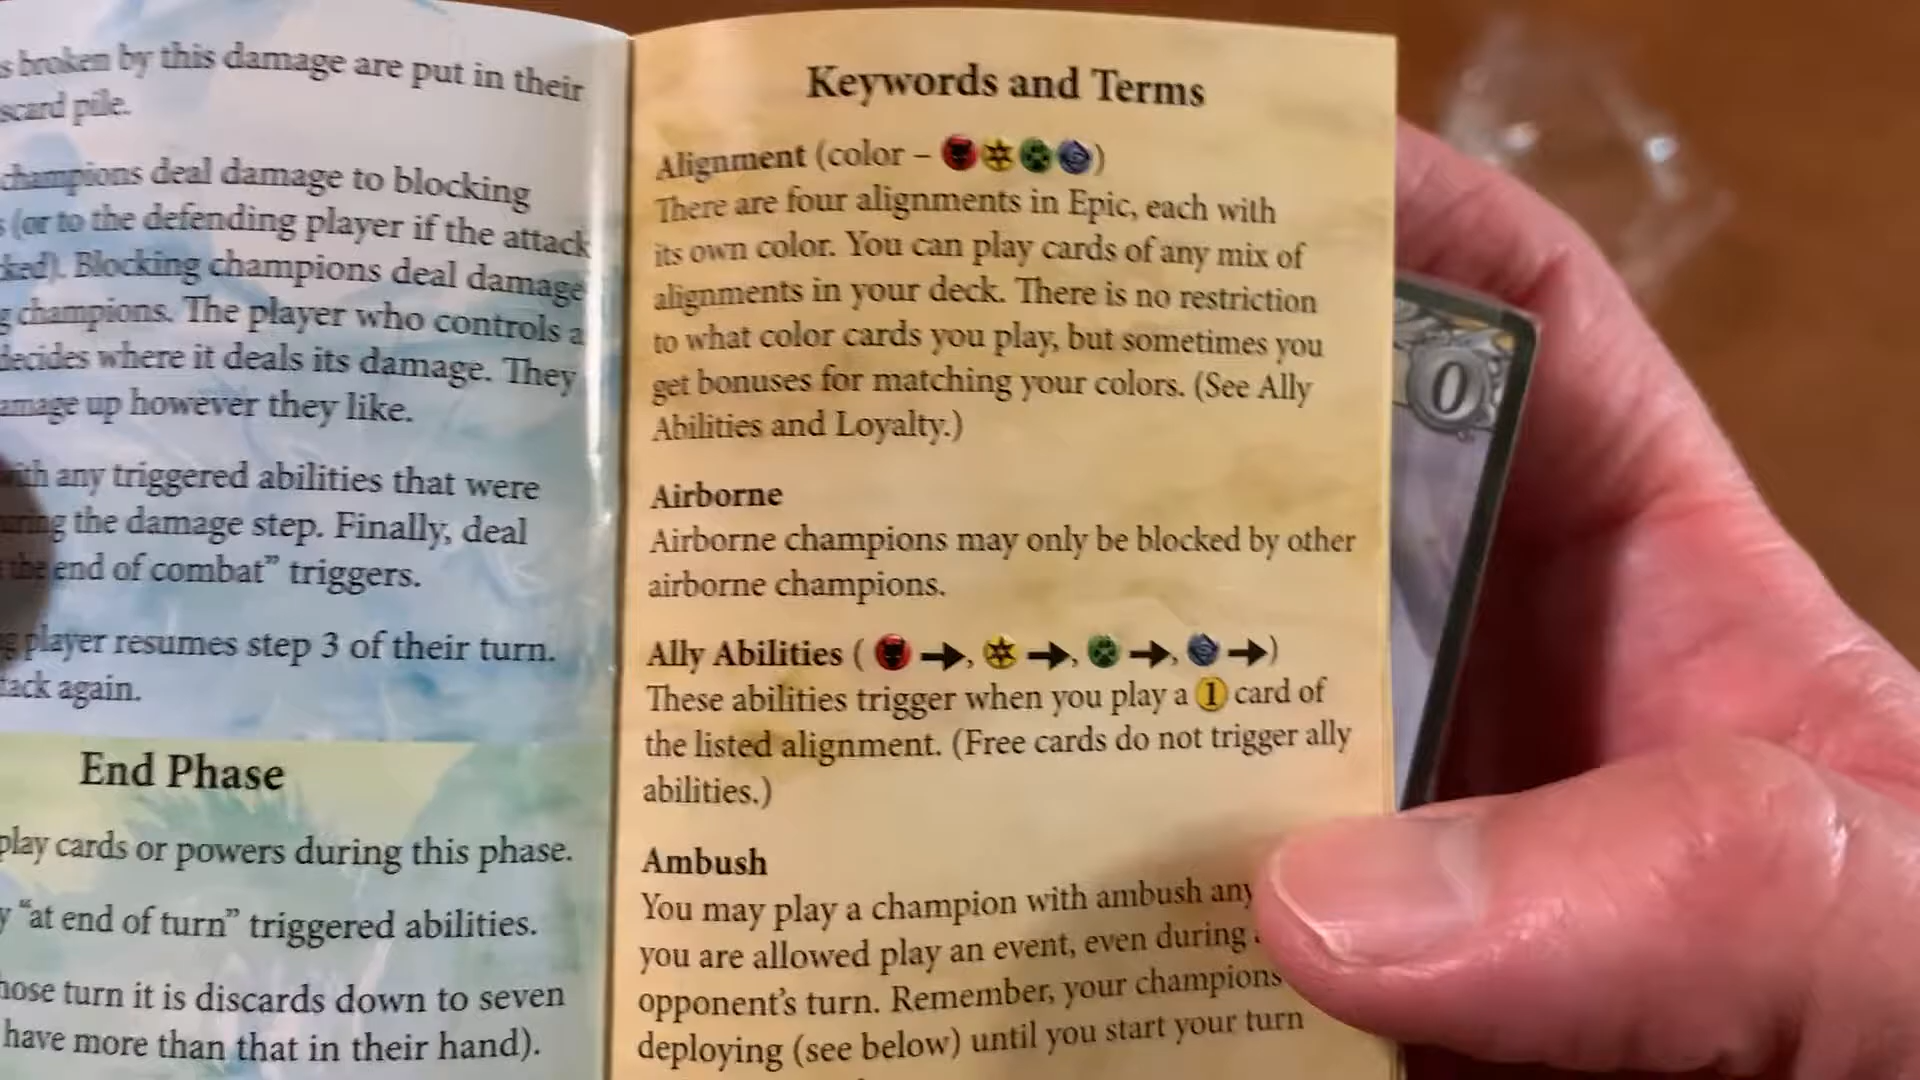 broken by this damage are put in their
pile.
champions deal damage to blocking
(or to the defending player if the attack
Blocking champions deal damage
champions. The player who controls a
decides where it deals its damage. They
up however they like.
any triggered abilities that were
the damage step. Finally, deal
end of combat” triggers.
player resumes step 3 of their turn.
again.
End Phase
play cards or powers during this phase.
“at end of turn” triggered abilities.
turn it is discards down to seven
have more than that in their hand).
Keywords and Terms
Alignment (color – )
There are four alignments in Epic, each with
its own color. You can play cards of any mix of
alignments in your deck. There is no restriction
to what color cards you play, but sometimes you
get bonuses for matching your colors. (See Ally
Abilities and Loyalty.)
Airborne
Airborne champions may only be blocked by other
airborne champions.
Ally Abilities ( ➔, ➔, ➔, ➔)
These abilities trigger when you play a 1 card of
the listed alignment. (Free cards do not trigger ally
abilities.)
Ambush
You may play a champion with ambush any
you are allowed play an event, even during
opponent's turn. Remember, your champions
deploying (see below) until you start your turn
0